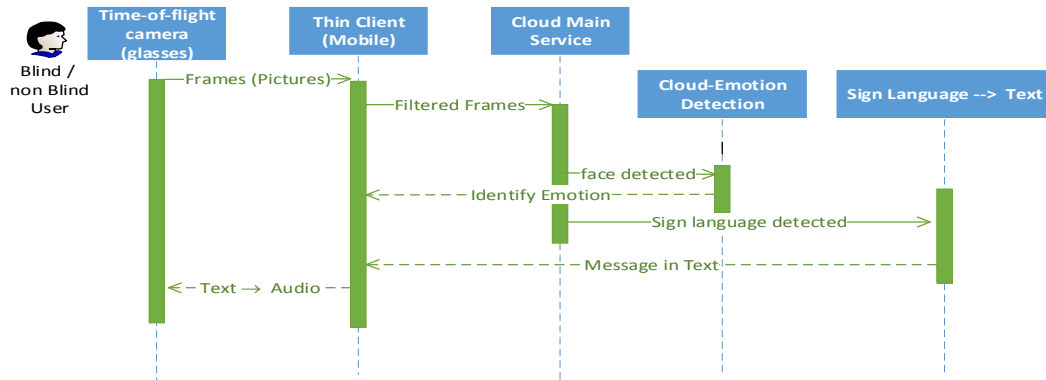 Time-of-flight
camera
(glasses)
Thin Client
(Mobile)
Cloud Main
Service
Blind /
non Blind
User
Frames (Pictures)
Filtered Frames
Cloud-Emotion
Detection
Sign Language --> Text
face detected
Identify Emotion
Sign language detected
Message in Text
Text → Audio